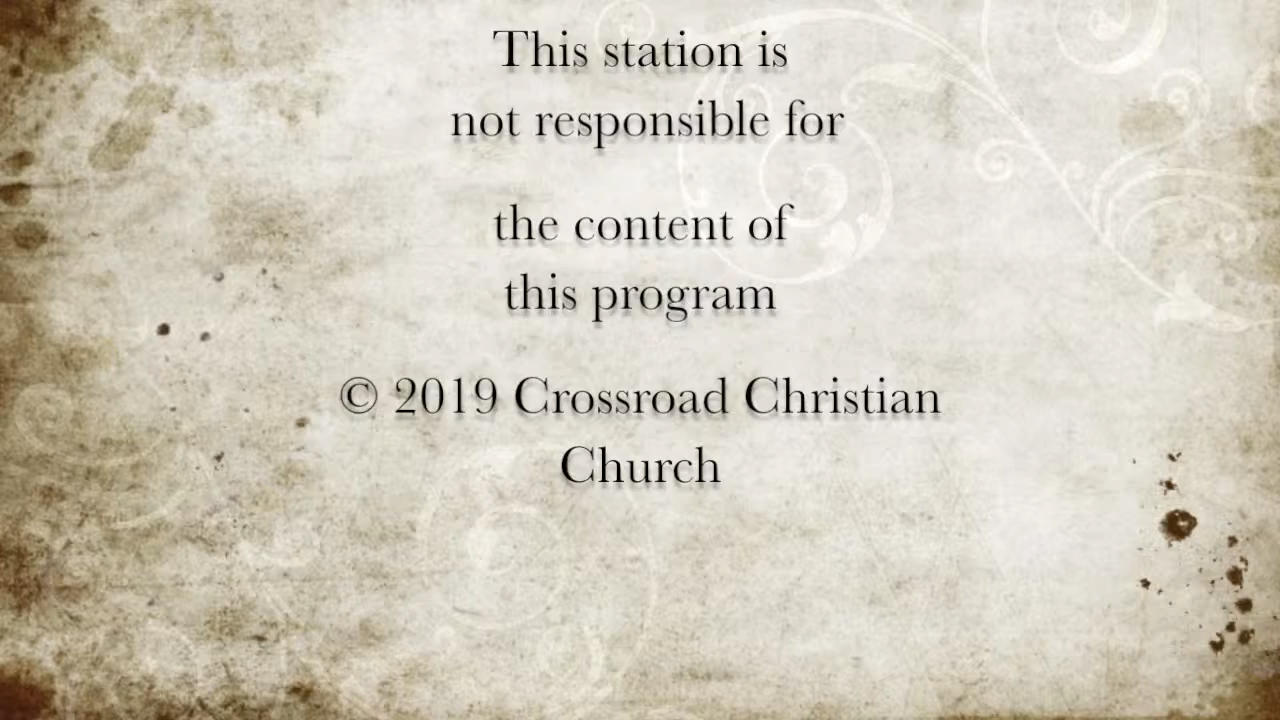 This station is
not responsible for
the content of
this program
© 2019 Crossroad Christian
Church